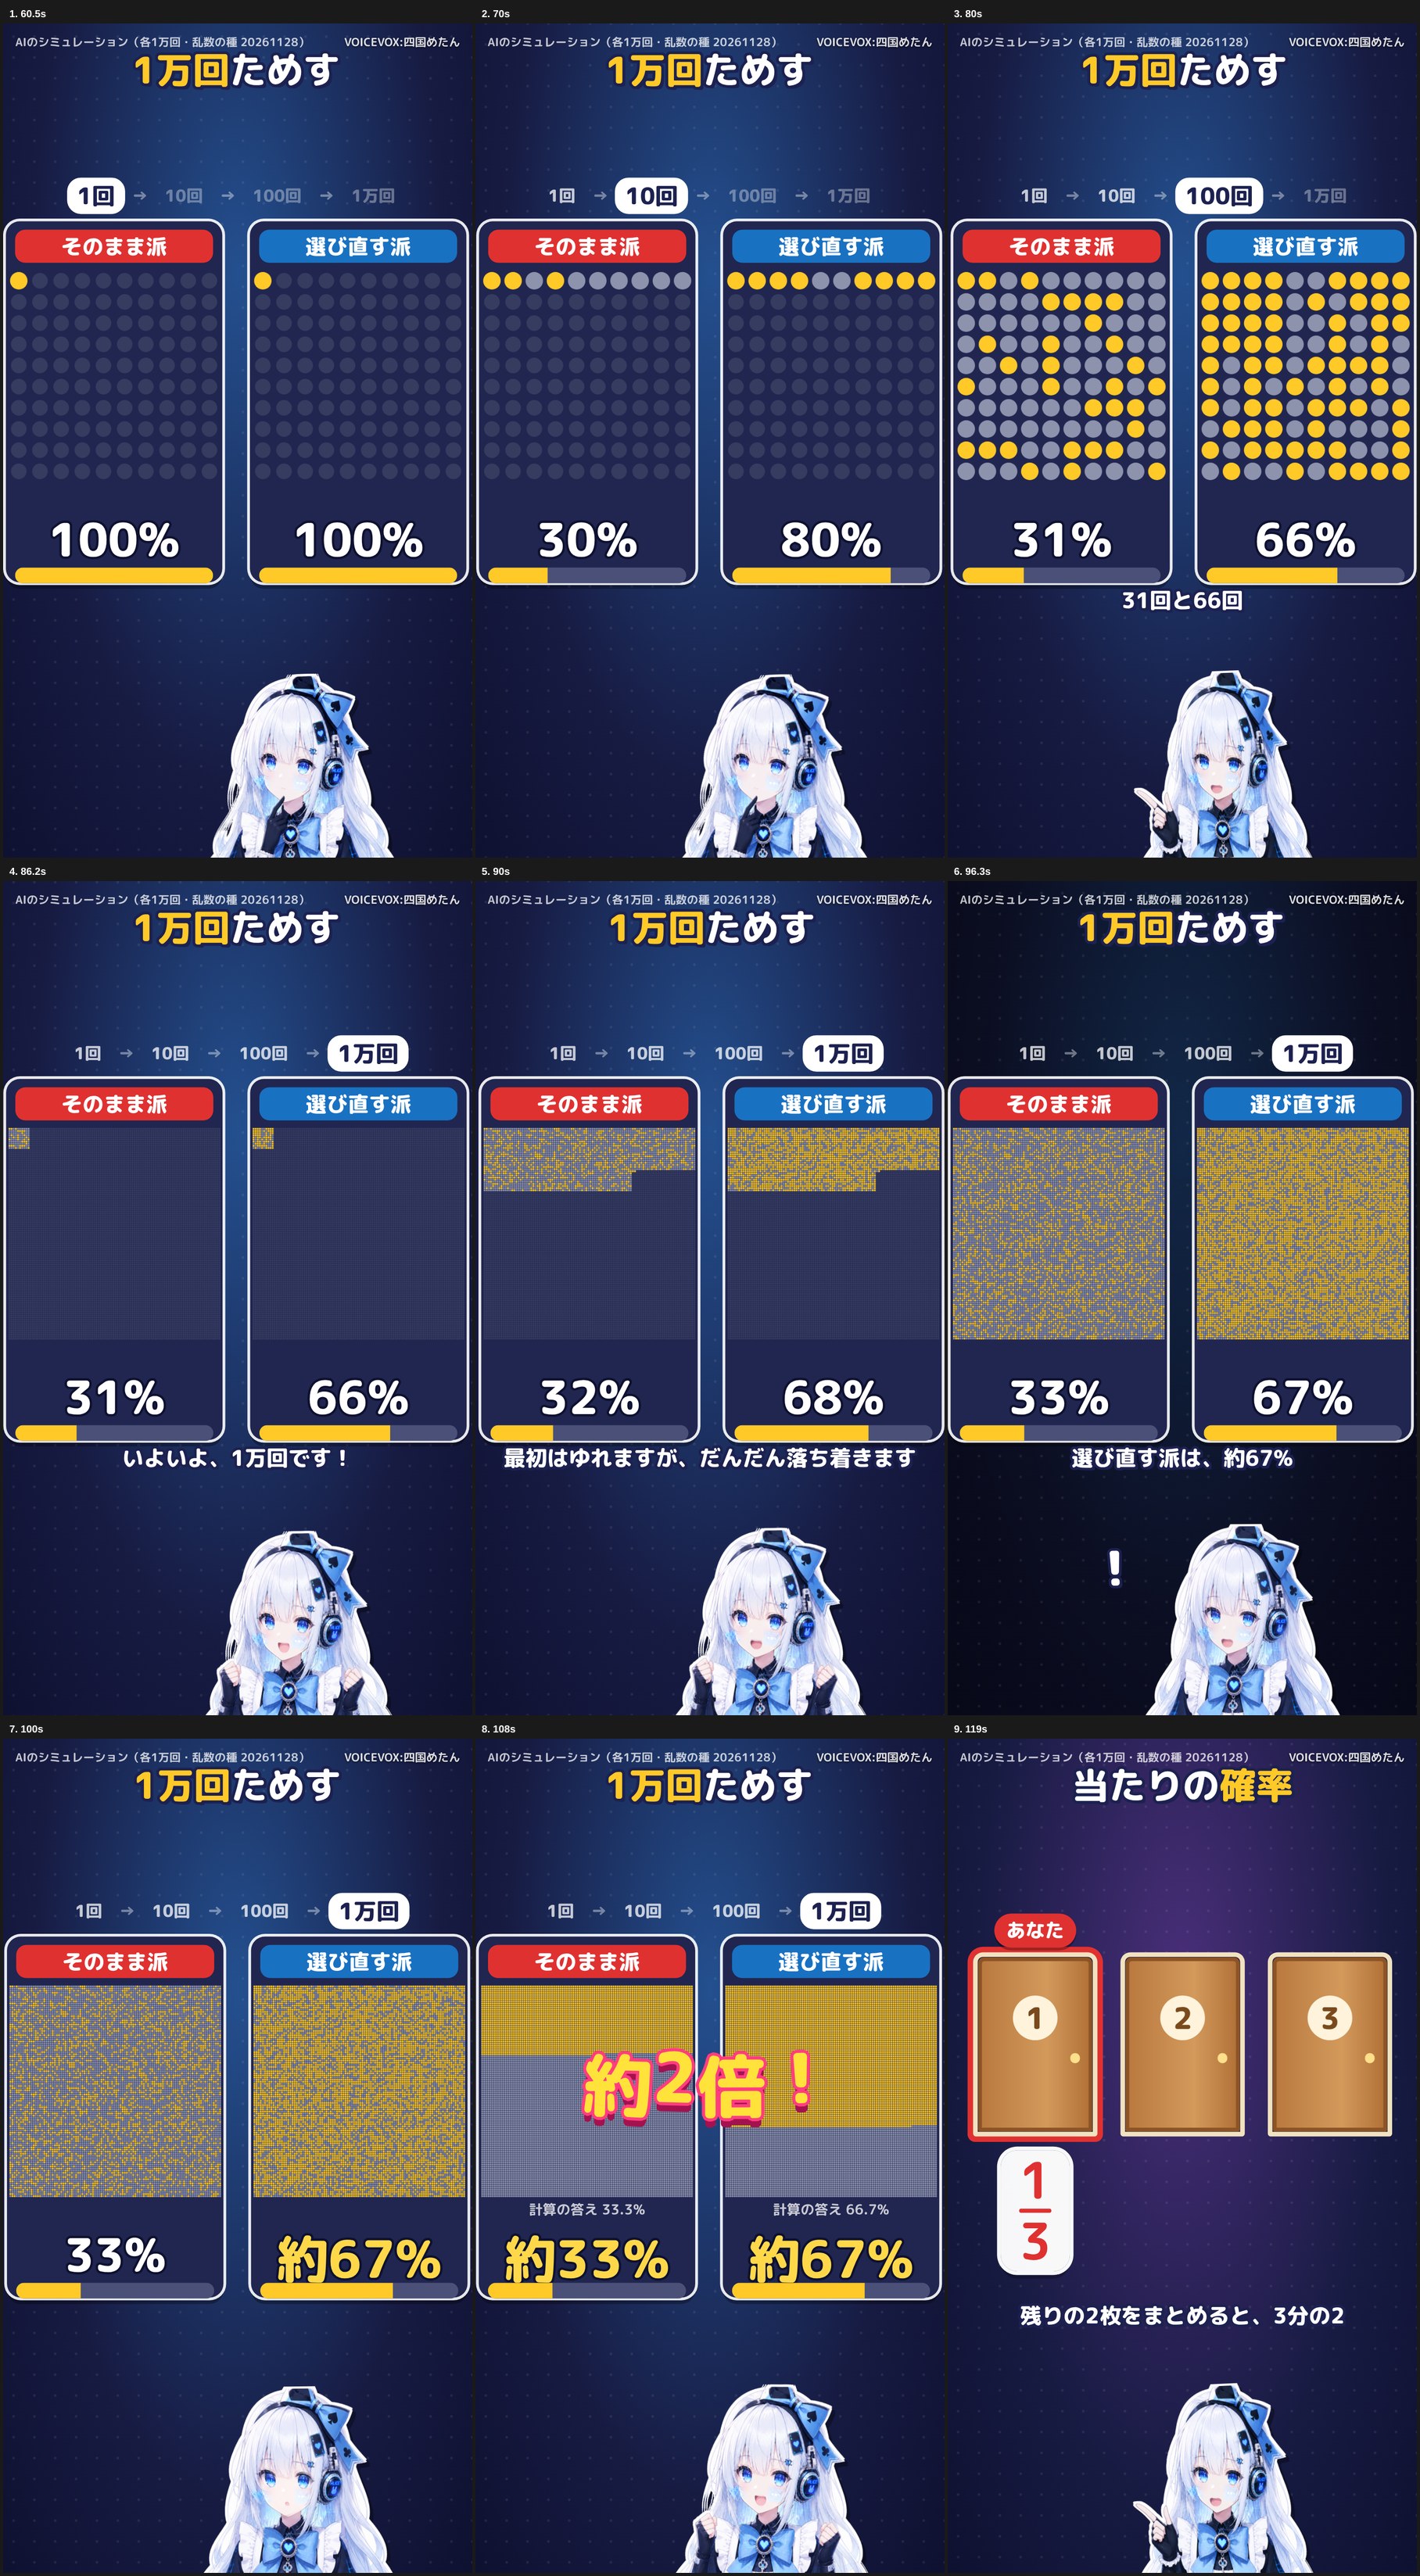 1. 60.5s
AIのシミュレーション（各1万回・乱数の種 20261128）
VOICEVOX:四国めたん
1万回ためす
1回 → 10回 → 100回 → 1万回
そのまま派
選び直す派
100%
100%
2. 70s
AIのシミュレーション（各1万回・乱数の種 20261128）
VOICEVOX:四国めたん
1万回ためす
1回 → 10回 → 100回 → 1万回
そのまま派
選び直す派
30%
80%
3. 80s
AIのシミュレーション（各1万回・乱数の種 20261128）
VOICEVOX:四国めたん
1万回ためす
1回 → 10回 → 100回 → 1万回
そのまま派
選び直す派
31%
66%
31回と66回
4. 86.2s
AIのシミュレーション（各1万回・乱数の種 20261128）
VOICEVOX:四国めたん
1万回ためす
1回 → 10回 → 100回 → 1万回
そのまま派
選び直す派
31%
66%
いよいよ、1万回です！
5. 90s
AIのシミュレーション（各1万回・乱数の種 20261128）
VOICEVOX:四国めたん
1万回ためす
1回 → 10回 → 100回 → 1万回
そのまま派
選び直す派
32%
68%
最初はゆれますが、だんだん落ち着きます
6. 96.3s
AIのシミュレーション（各1万回・乱数の種 20261128）
VOICEVOX:四国めたん
1万回ためす
1回 → 10回 → 100回 → 1万回
そのまま派
選び直す派
33%
67%
選び直す派は、約67%
！
7. 100s
AIのシミュレーション（各1万回・乱数の種 20261128）
VOICEVOX:四国めたん
1万回ためす
1回 → 10回 → 100回 → 1万回
そのまま派
選び直す派
33%
約67%
8. 108s
AIのシミュレーション（各1万回・乱数の種 20261128）
VOICEVOX:四国めたん
1万回ためす
1回 → 10回 → 100回 → 1万回
そのまま派
選び直す派
約2倍！
計算の答え 33.3%
計算の答え 66.7%
約33%
約67%
9. 119s
AIのシミュレーション（各1万回・乱数の種 20261128）
VOICEVOX:四国めたん
当たりの確率
あなた
1
2
3
1
3
残りの2枚をまとめると、3分の2